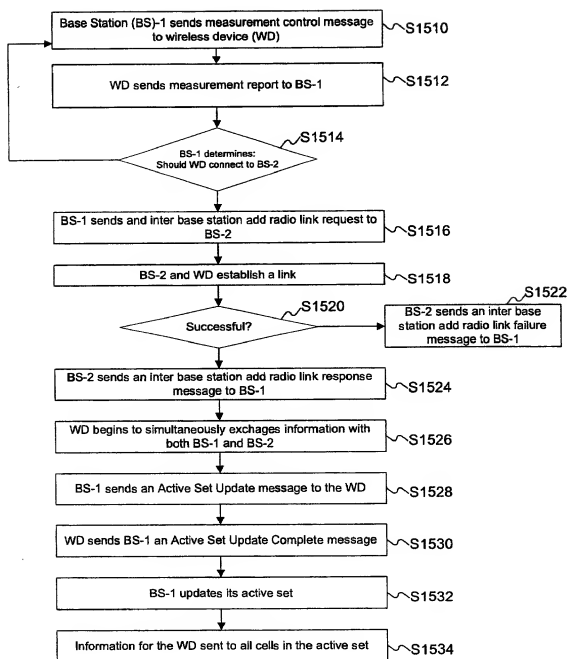 Base Station (BS)-1 sends measurement control message
to wireless device (WD)
S1510
WD sends measurement report to BS-1
S1512
S1514
BS-1 determines:
Should WD connect to BS-2
BS-1 sends and inter base station add radio link request to
BS-2
S1516
BS-2 and WD establish a link
S1518
S1520
Successful?
S1522
BS-2 sends an inter base
station add radio link failure
message to BS-1
BS-2 sends an inter base station add radio link response
message to BS-1
S1524
WD begins to simultaneously exchages information with
both BS-1 and BS-2
S1526
BS-1 sends an Active Set Update message to the WD
S1528
WD sends BS-1 an Active Set Update Complete message
S1530
BS-1 updates its active set
S1532
Information for the WD sent to all cells in the active set
S1534